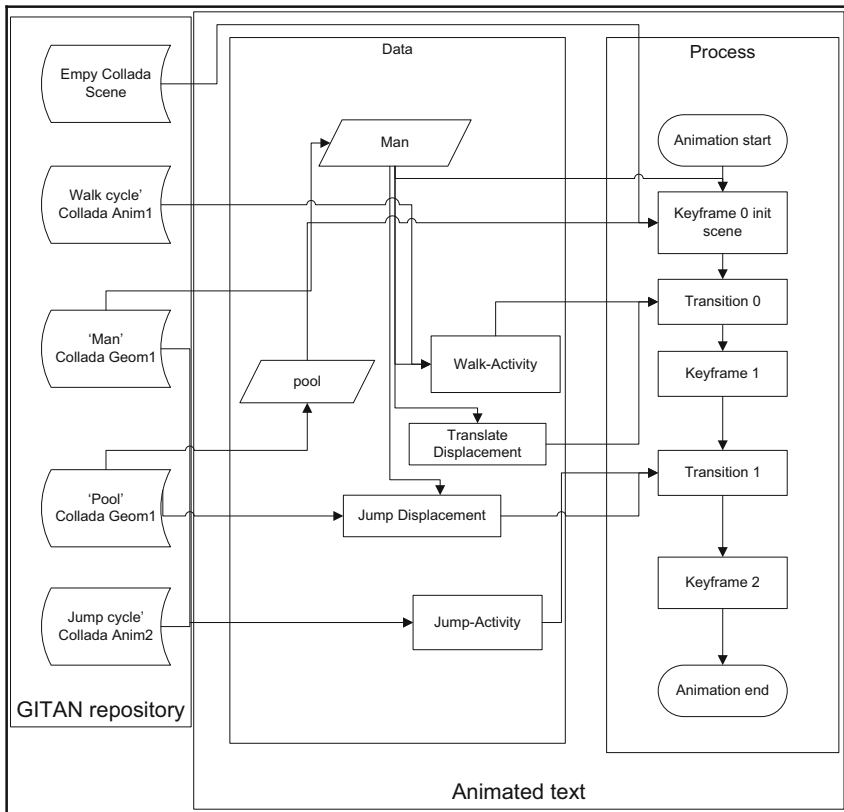 Data
Process
Empy Collada
Scene
Man
Animation start
Walk cycle’
Collada Anim1
Keyframe 0 init
scene
Transition 0
‘Man’
Collada Geom1
Walk-Activity
pool
Keyframe 1
Translate
Displacement
Transition 1
‘Pool’
Collada Geom1
Jump Displacement
Keyframe 2
Jump cycle’
Collada Anim2
Jump-Activity
Animation end
GITAN repository
Animated text